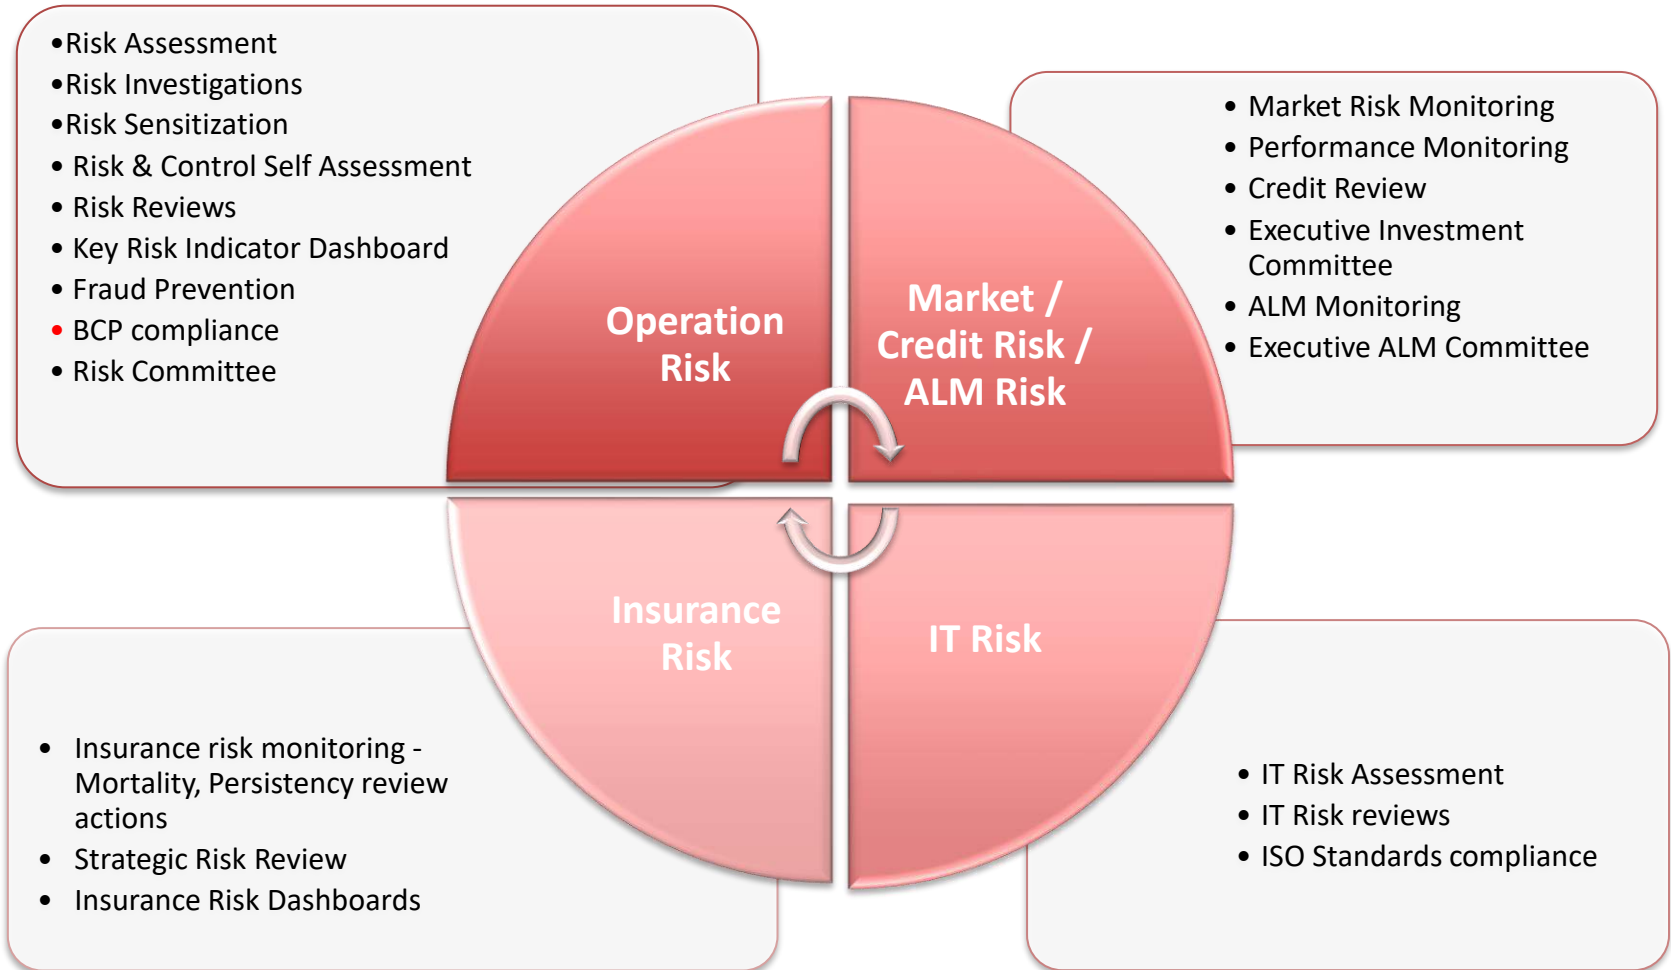 •Risk Assessment
•Risk Investigations
•Risk Sensitization
• Risk & Control Self Assessment
• Risk Reviews
• Key Risk Indicator Dashboard
• Fraud Prevention
• BCP compliance
• Risk Committee
• Market Risk Monitoring
• Performance Monitoring
• Credit Review
• Executive Investment
Committee
• ALM Monitoring
• Executive ALM Committee
Operation
Risk
Market /
Credit Risk /
ALM Risk
Insurance
Risk
IT Risk
• Insurance risk monitoring -
Mortality, Persistency review
actions
• Strategic Risk Review
• Insurance Risk Dashboards
• IT Risk Assessment
• IT Risk reviews
• ISO Standards compliance